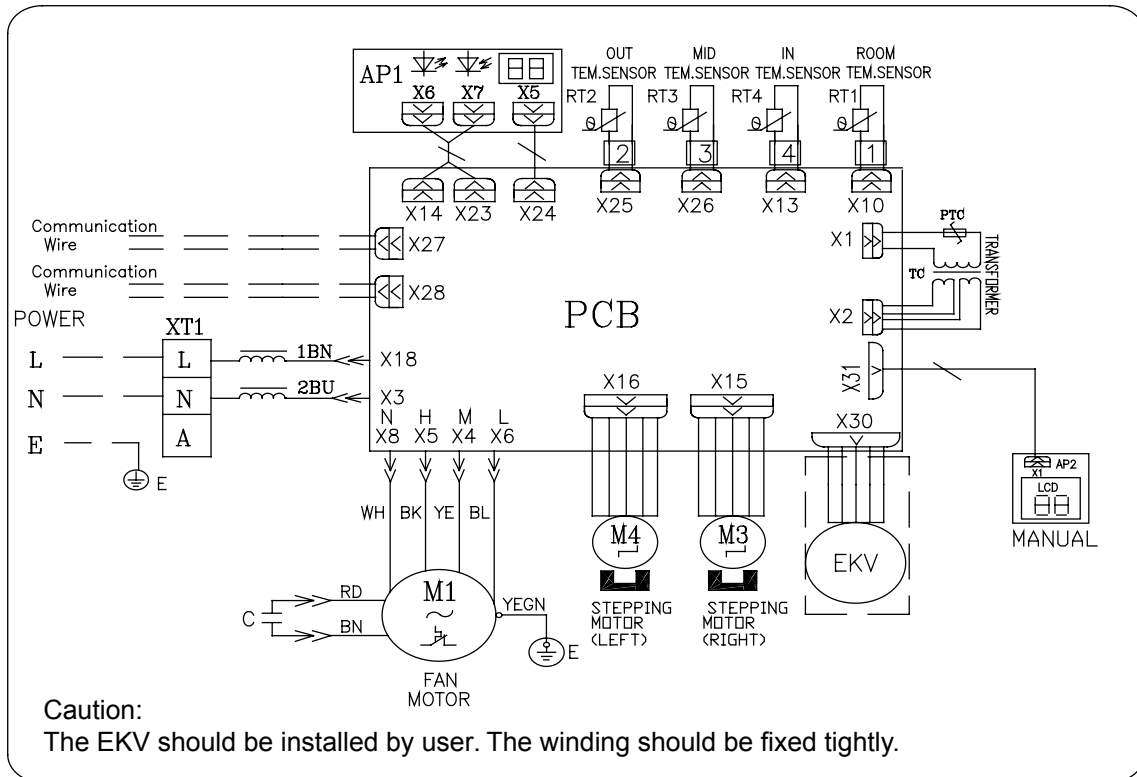 OUT MID IN ROOM
TEM.SENSOR TEM.SENSOR TEM.SENSOR TEM.SENSOR
AP1
X6 X7 X5
RT2 RT3 RT4 RT1
θ θ θ θ
2 3 4 1
X14 X23 X24 X25 X26 X13 X10
Communication
Wire
X27
Communication
Wire
X28
X1
PTC
TC
TRANSFORMER
X2
PCB
POWER
XT1
L L 1BN X18
N N 2BU X3
E A
E
X31
N H M L
X8 X5 X4 X6
X16 X15
X30
WH BK YE BL
M4 M3
EKV
X1 AP2
LCD
88
MANUAL
C
RD
BN
M1
YEGN
E
STEPPING
MOTOR
(LEFT)
STEPPING
MOTOR
(RIGHT)
FAN
MOTOR
Caution:
The EKV should be installed by user. The winding should be fixed tightly.